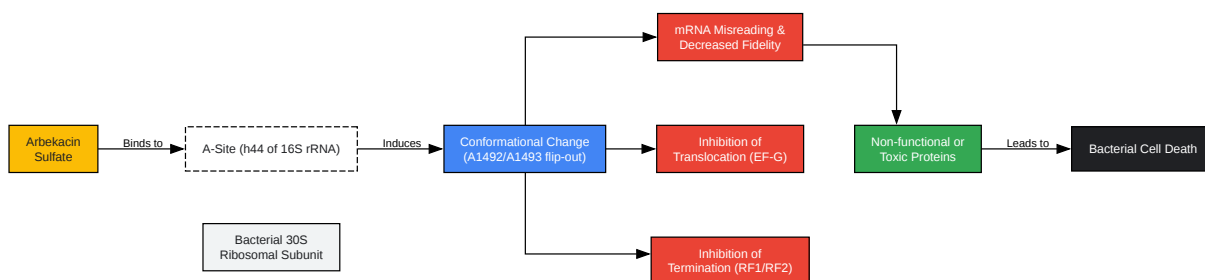 mRNA Misreading &
Decreased Fidelity
Arbekacin
Sulfate
Binds to
A-Site (h44 of 16S rRNA)
Induces
Conformational Change
(A1492/A1493 flip-out)
Inhibition of
Translocation (EF-G)
Non-functional or
Toxic Proteins
Leads to
Bacterial Cell Death
Bacterial 30S
Ribosomal Subunit
Inhibition of
Termination (RF1/RF2)